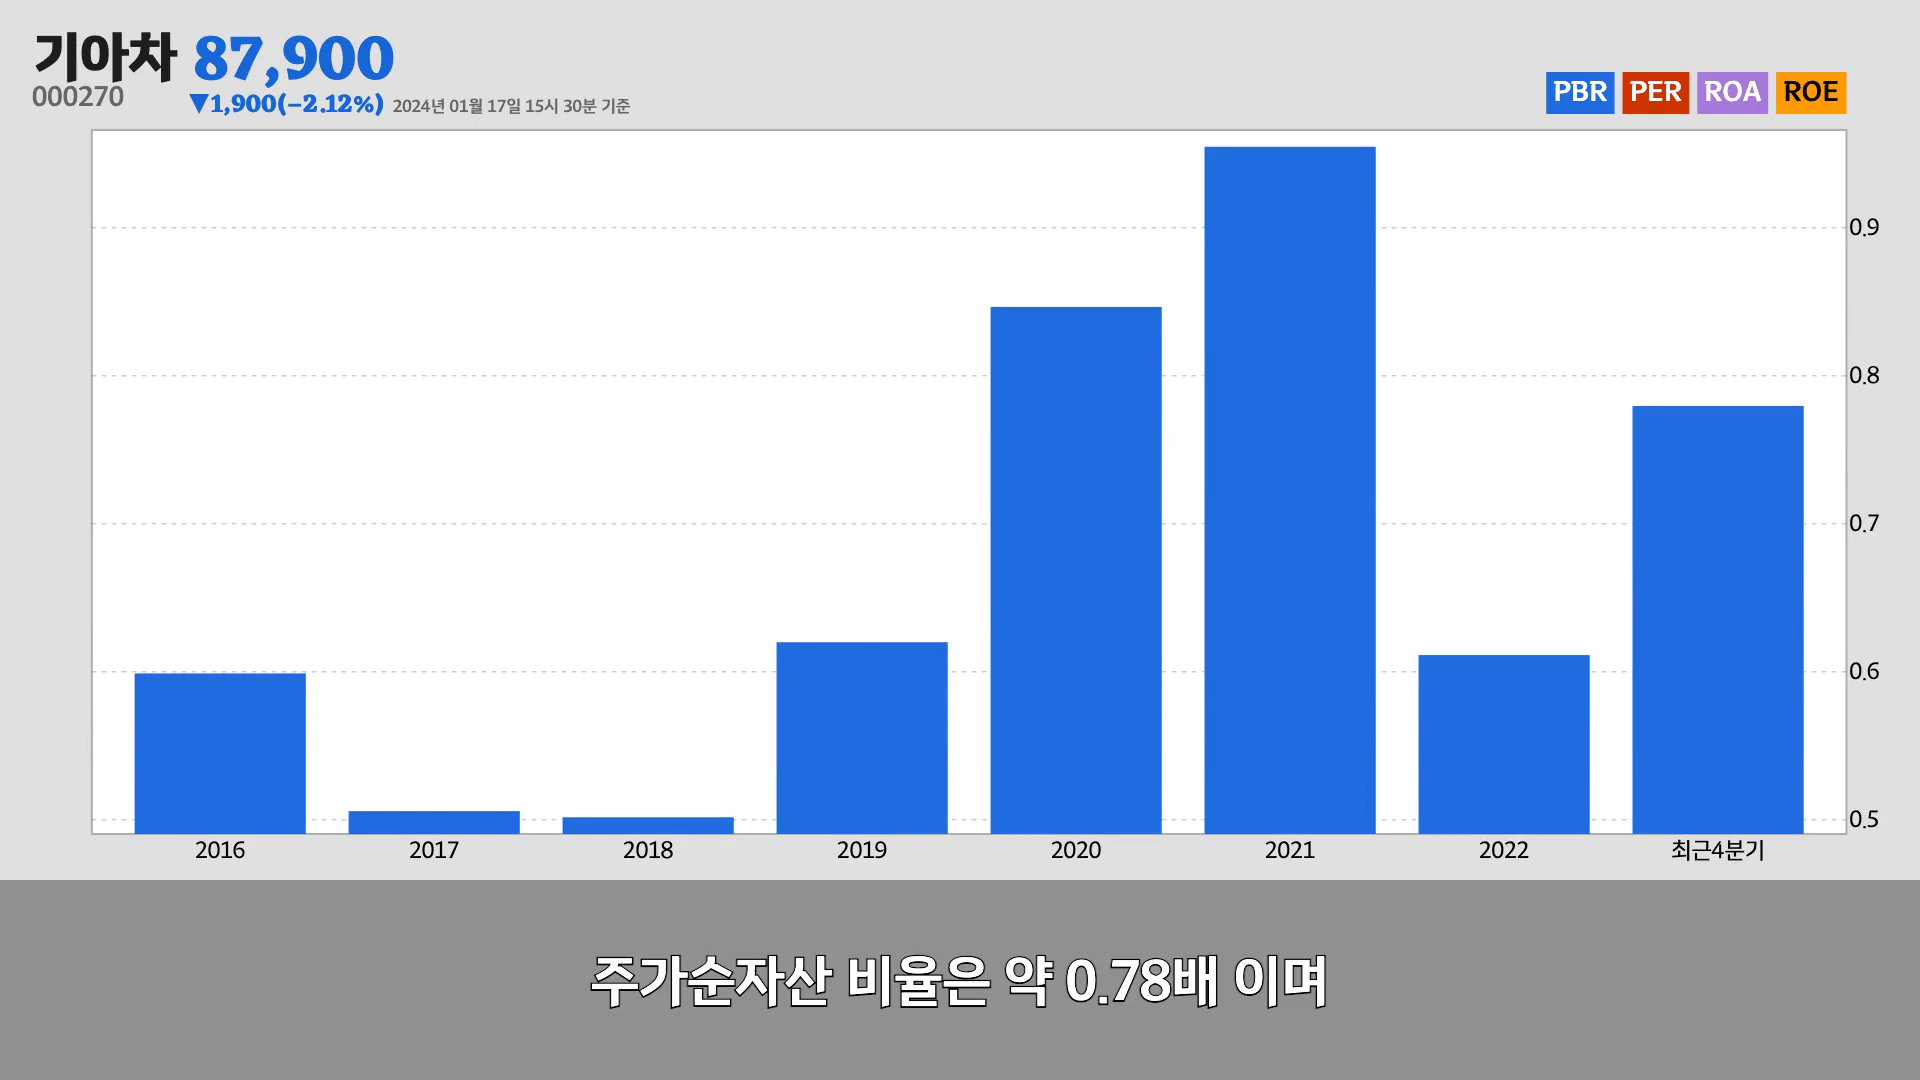 기아차 87,900
000270
▼1,900(−2.12%) 2024년 01월 17일 15시 30분 기준
PBR PER ROA ROE
0.9
0.8
0.7
0.6
0.5
2016 2017 2018 2019 2020 2021 2022 최근4분기
주가순자산 비율은 약 0.78배 이며